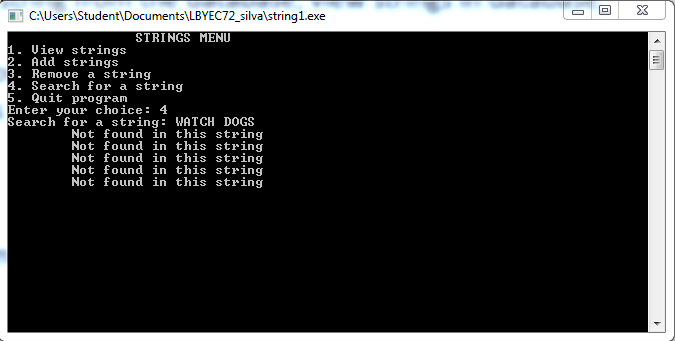 C:\Users\Student\Documents\LBYEC72_silva\string1.exe
STRINGS MENU
1. View strings
2. Add strings
3. Remove a string
4. Search for a string
5. Quit program
Enter your choice: 4
Search for a string: WATCH DOGS
Not found in this string
Not found in this string
Not found in this string
Not found in this string
Not found in this string